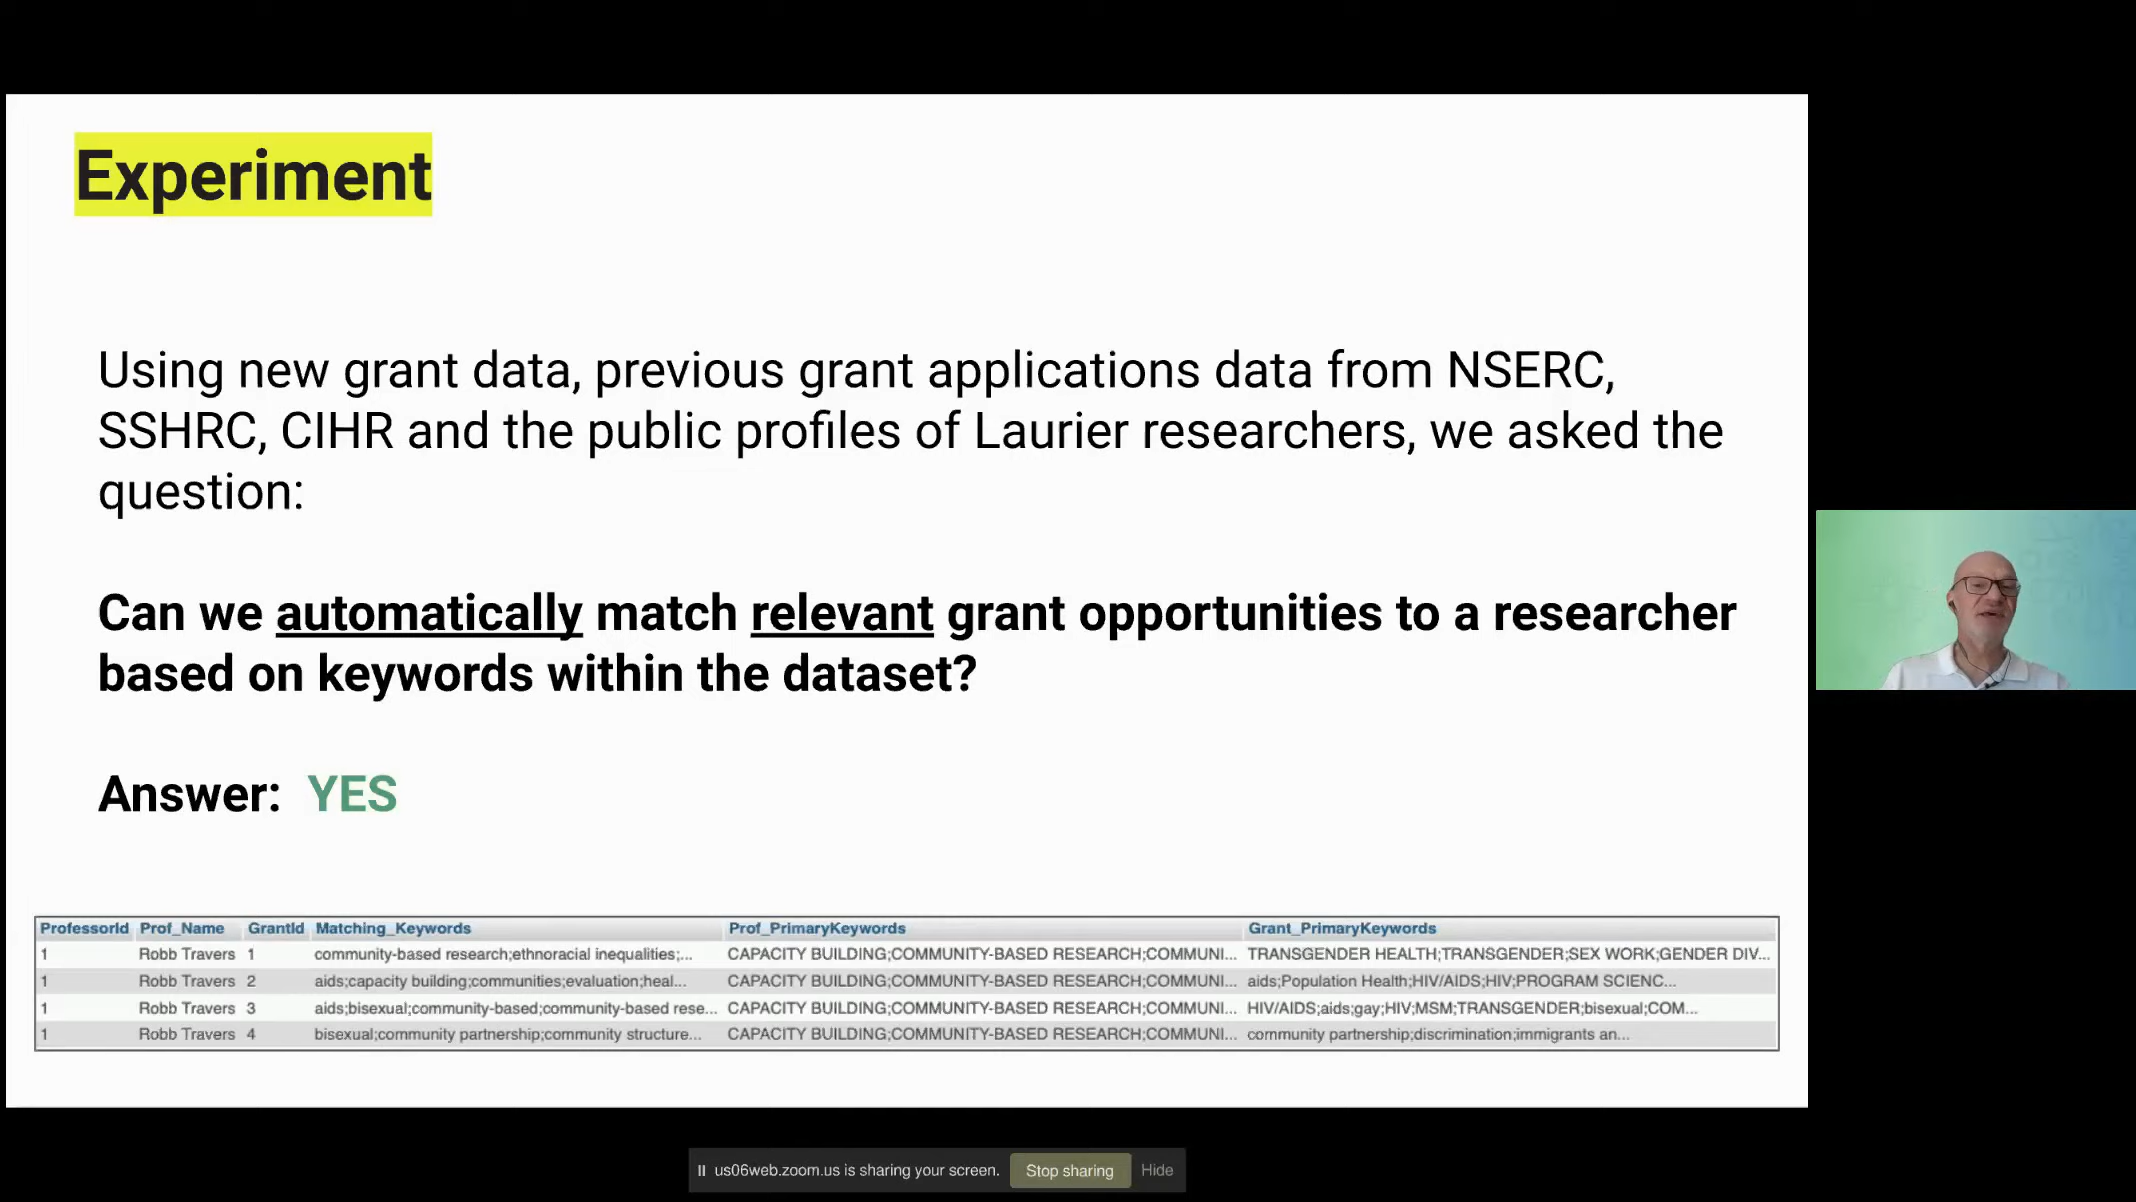 Experiment
Using new grant data, previous grant applications data from NSERC,
SSHRC, CIHR and the public profiles of Laurier researchers, we asked the
question:
Can we automatically match relevant grant opportunities to a researcher
based on keywords within the dataset?
Answer: YES
ProfessorId Prof_Name GrantId Matching_Keywords Prof_PrimaryKeywords Grant_PrimaryKeywords
1 Robb Travers 1 community-based research;ethnoracial inequalities;... CAPACITY BUILDING;COMMUNITY-BASED RESEARCH;COMMUNI... TRANSGENDER HEALTH;TRANSGENDER;SEX WORK;GENDER DIV...
1 Robb Travers 2 aids;capacity building;communities;evaluation;heal... CAPACITY BUILDING;COMMUNITY-BASED RESEARCH;COMMUNI... aids;Population Health;HIV/AIDS;HIV;PROGRAM SCIENC...
1 Robb Travers 3 aids;bisexual;community-based;community-based rese... CAPACITY BUILDING;COMMUNITY-BASED RESEARCH;COMMUNI... HIV/AIDS;aids;gay;HIV;MSM;TRANSGENDER;bisexual;COM...
1 Robb Travers 4 bisexual;community partnership;community structure... CAPACITY BUILDING;COMMUNITY-BASED RESEARCH;COMMUNI... community partnership;discrimination;immigrants an...
us06web.zoom.us is sharing your screen. Stop sharing Hide